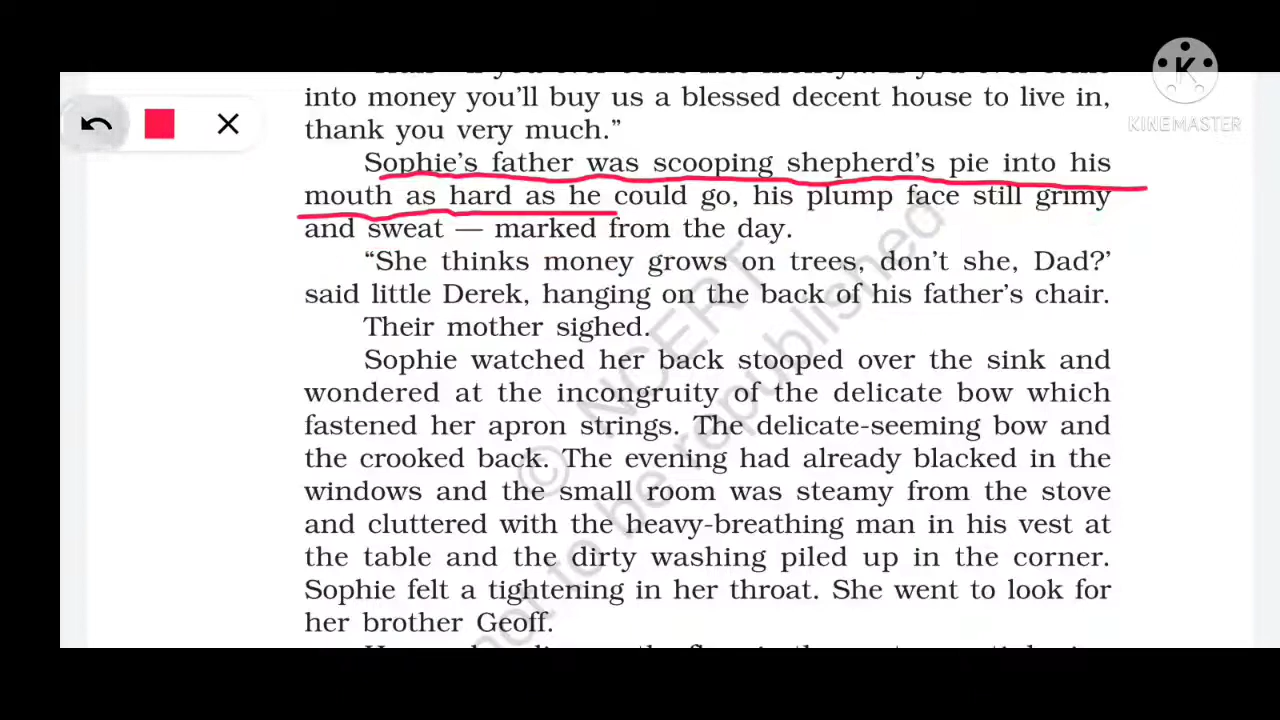 into money you'll buy us a blessed decent house to live in,
thank you very much.”
Sophie's father was scooping shepherd's pie into his
mouth as hard as he could go, his plump face still grimy
and sweat — marked from the day.
“She thinks money grows on trees, don't she, Dad?'
said little Derek, hanging on the back of his father's chair.
Their mother sighed.
Sophie watched her back stooped over the sink and
wondered at the incongruity of the delicate bow which
fastened her apron strings. The delicate-seeming bow and
the crooked back. The evening had already blacked in the
windows and the small room was steamy from the stove
and cluttered with the heavy-breathing man in his vest at
the table and the dirty washing piled up in the corner.
Sophie felt a tightening in her throat. She went to look for
her brother Geoff.
© NCERT
not to be republished
K
KINEMASTER